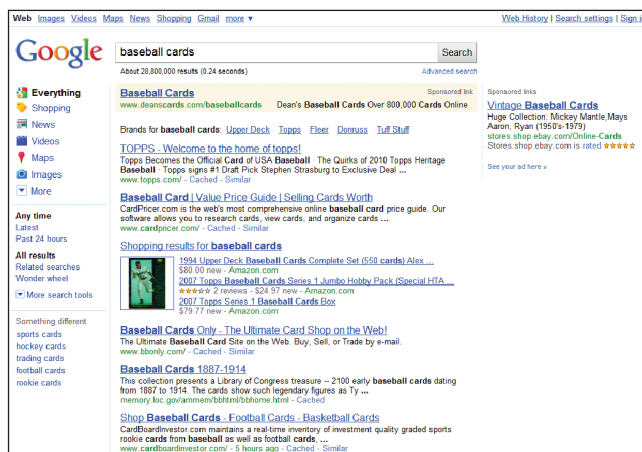 Web Images Videos Maps News Shopping Gmail more ▼
Web History | Search settings | Sign i
Google
baseball cards
Search
About 28,800,000 results (0.24 seconds)
Advanced search
Everything
Shopping
News
Videos
Maps
Images
More
Any time
Latest
Past 24 hours
All results
Related searches
Wonder wheel
More search tools
Something different
sports cards
hockey cards
trading cards
football cards
rookie cards
Baseball Cards
Sponsored link
www.deanscards.com/baseballcards Dean's Baseball Cards Over 800,000 Cards Online
Brands for baseball cards: Upper Deck Topps Fleer Donruss Tuff Stuff
TOPPS - Welcome to the home of topps!
Topps Becomes the Official Card of USA Baseball · The Quirks of 2010 Topps Heritage
Baseball · Topps signs #1 Draft Pick Stephen Strasburg to Exclusive Deal ...
www.topps.com/ - Cached - Similar
Baseball Card | Value Price Guide | Selling Cards Worth
CardPricer.com is the web's most comprehensive online baseball card price guide. Our
software allows you to research cards, view cards, and organize cards ...
www.cardpricer.com/ - Cached - Similar
Shopping results for baseball cards
1994 Upper Deck Baseball Cards Complete Set (550 cards) Alex ...
$80.00 new - Amazon.com
2007 Topps Baseball Cards Series 1 Jumbo Hobby Pack (Special HTA ...
2 reviews - $24.97 new - Amazon.com
2007 Topps Series 1 Baseball Cards Box
$79.77 new - Amazon.com
Baseball Cards Only - The Ultimate Card Shop on the Web!
The Ultimate Baseball Card Site on the Web. Buy, Sell, or Trade by e-mail.
www.bbonly.com/ - Cached - Similar
Baseball Cards 1887-1914
This collection presents a Library of Congress treasure -- 2100 early baseball cards dating
from 1887 to 1914. The cards show such legendary figures as Ty ...
memory.loc.gov/ammem/bbhtml/bbhome.html - Cached
Shop Baseball Cards - Football Cards - Basketball Cards
CardBoardInvestor.com maintains a real-time inventory of investment quality graded sports
rookie cards from baseball as well as football cards, ...
www.cardboardinvestor.com/ - 5 hours ago - Cached - Similar
Sponsored links
Vintage Baseball Cards
Huge Collection: Mickey Mantle,Mays
Aaron, Ryan (1950's-1979)
stores.shop.ebay.com/Online-Cards
Stores.shop.ebay.com is rated
See your ad here »